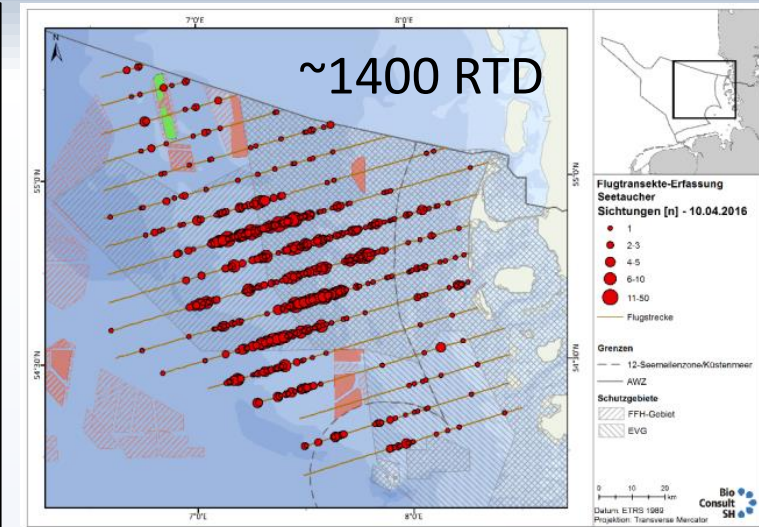 7°0'E
8°0'E
N
~1400 RTD
55°0'N
55°0'N
54°30'N
54°30'N
7°0'E
8°0'E
Flugtransekte-Erfassung
Seetaucher
Sichtungen [n] - 10.04.2016
1
2-3
4-5
6-10
11-50
Flugstrecke
Grenzen
12-Seemeilenzone/Küstenmeer
AWZ
Schutzgebiete
FFH-Gebiet
EVG
0 10 20
km
Datum: ETRS 1989
Projektion: Transverse Mercator
Bio
Consult
SH